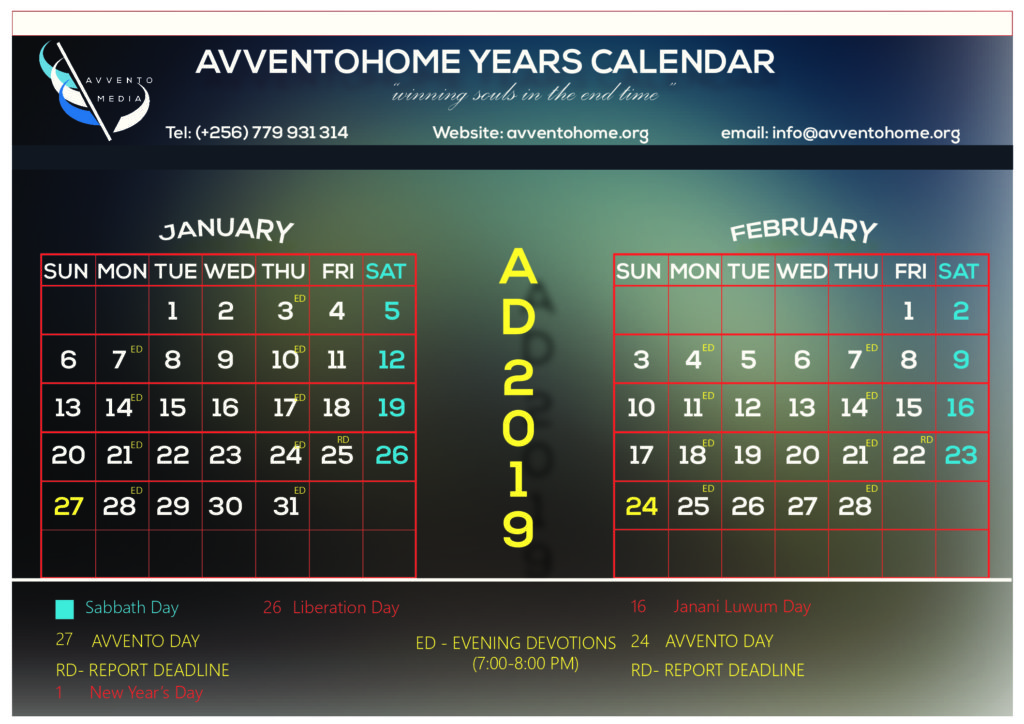 AVVENTO
MEDIA
AVVENTOHOME YEARS CALENDAR
"winning souls in the end time"
Tel: (+256) 779 931 314 Website: avventohome.org email: info@avventohome.org
JANUARY
SUN MON TUE WED THU FRI SAT
1 2 3 ED 4 5
6 7 ED 8 9 10 ED 11 12
13 14 ED 15 16 17 ED 18 19
20 21 ED 22 23 24 ED 25 RD 26
27 28 ED 29 30 31 ED
A
D
2
0
1
9
FEBRUARY
SUN MON TUE WED THU FRI SAT
1 2
3 4 ED 5 6 7 ED 8 9
10 11 ED 12 13 14 ED 15 16
17 18 ED 19 20 21 ED 22 RD 23
24 25 ED 26 27 28 ED
Sabbath Day
27 AVVENTO DAY
RD- REPORT DEADLINE
1 New Year's Day
26 Liberation Day
ED - EVENING DEVOTIONS
(7:00-8:00 PM)
16 Janani Luwum Day
24 AVVENTO DAY
RD- REPORT DEADLINE